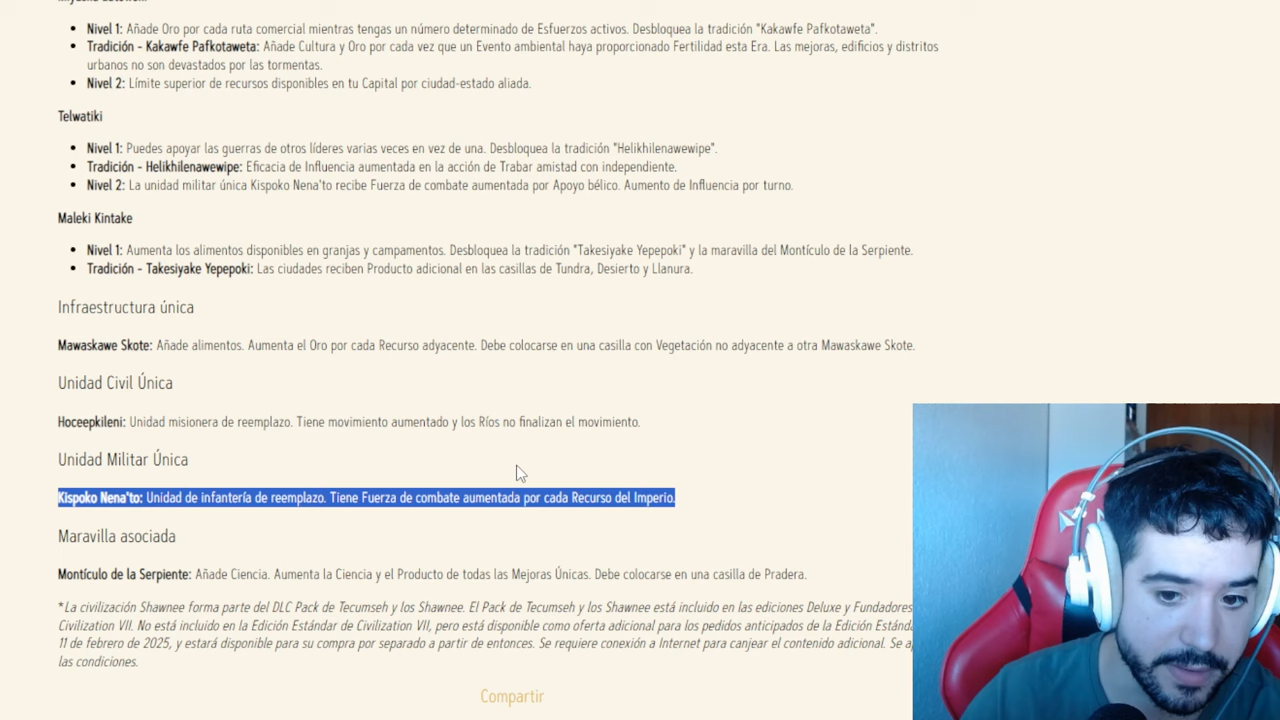 Nivel 1: Añade Oro por cada ruta comercial mientras tengas un número determinado de Esfuerzos activos. Desbloquea la tradición "Kakawfe Pafkotaweta".
Tradición - Kakawfe Pafkotaweta: Añade Cultura y Oro por cada vez que un Evento ambiental haya proporcionado Fertilidad esta Era. Las mejoras, edificios y distritos
urbanos no son devastados por las tormentas.
Nivel 2: Límite superior de recursos disponibles en tu Capital por ciudad-estado aliada.
Telwatiki
Nivel 1: Puedes apoyar las guerras de otros líderes varias veces en vez de una. Desbloquea la tradición "Helikhilenawewipe".
Tradición - Helikhilenawewipe: Eficacia de Influencia aumentada en la acción de Trabar amistad con independiente.
Nivel 2: La unidad militar única Kispoko Nena'to recibe Fuerza de combate aumentada por Apoyo bélico. Aumento de Influencia por turno.
Maleki Kintake
Nivel 1: Aumenta los alimentos disponibles en granjas y campamentos. Desbloquea la tradición "Takesiyake Yepepoki" y la maravilla del Montículo de la Serpiente.
Tradición - Takesiyake Yepepoki: Las ciudades reciben Producto adicional en las casillas de Tundra, Desierto y Llanura.
Infraestructura única
Mawaskawe Skote: Añade alimentos. Aumenta el Oro por cada Recurso adyacente. Debe colocarse en una casilla con Vegetación no adyacente a otra Mawaskawe Skote.
Unidad Civil Única
Hoceepkileni: Unidad misionera de reemplazo. Tiene movimiento aumentado y los Ríos no finalizan el movimiento.
Unidad Militar Única
Kispoko Nena'to: Unidad de infantería de reemplazo. Tiene Fuerza de combate aumentada por cada Recurso del Imperio.
Maravilla asociada
Montículo de la Serpiente: Añade Ciencia. Aumenta la Ciencia y el Producto de todas las Mejoras Únicas. Debe colocarse en una casilla de Pradera.
*La civilización Shawnee forma parte del DLC Pack de Tecumseh y los Shawnee. El Pack de Tecumseh y los Shawnee está incluido en las ediciones Deluxe y Fundadores
Civilization VII. No está incluido en la Edición Estándar de Civilization VII, pero está disponible como oferta adicional para los pedidos anticipados de la Edición
11 de febrero de 2025, y estará disponible para su compra por separado a partir de entonces. Se requiere conexión a Internet para canjear el contenido adicional. Se
las condiciones.
Compartir